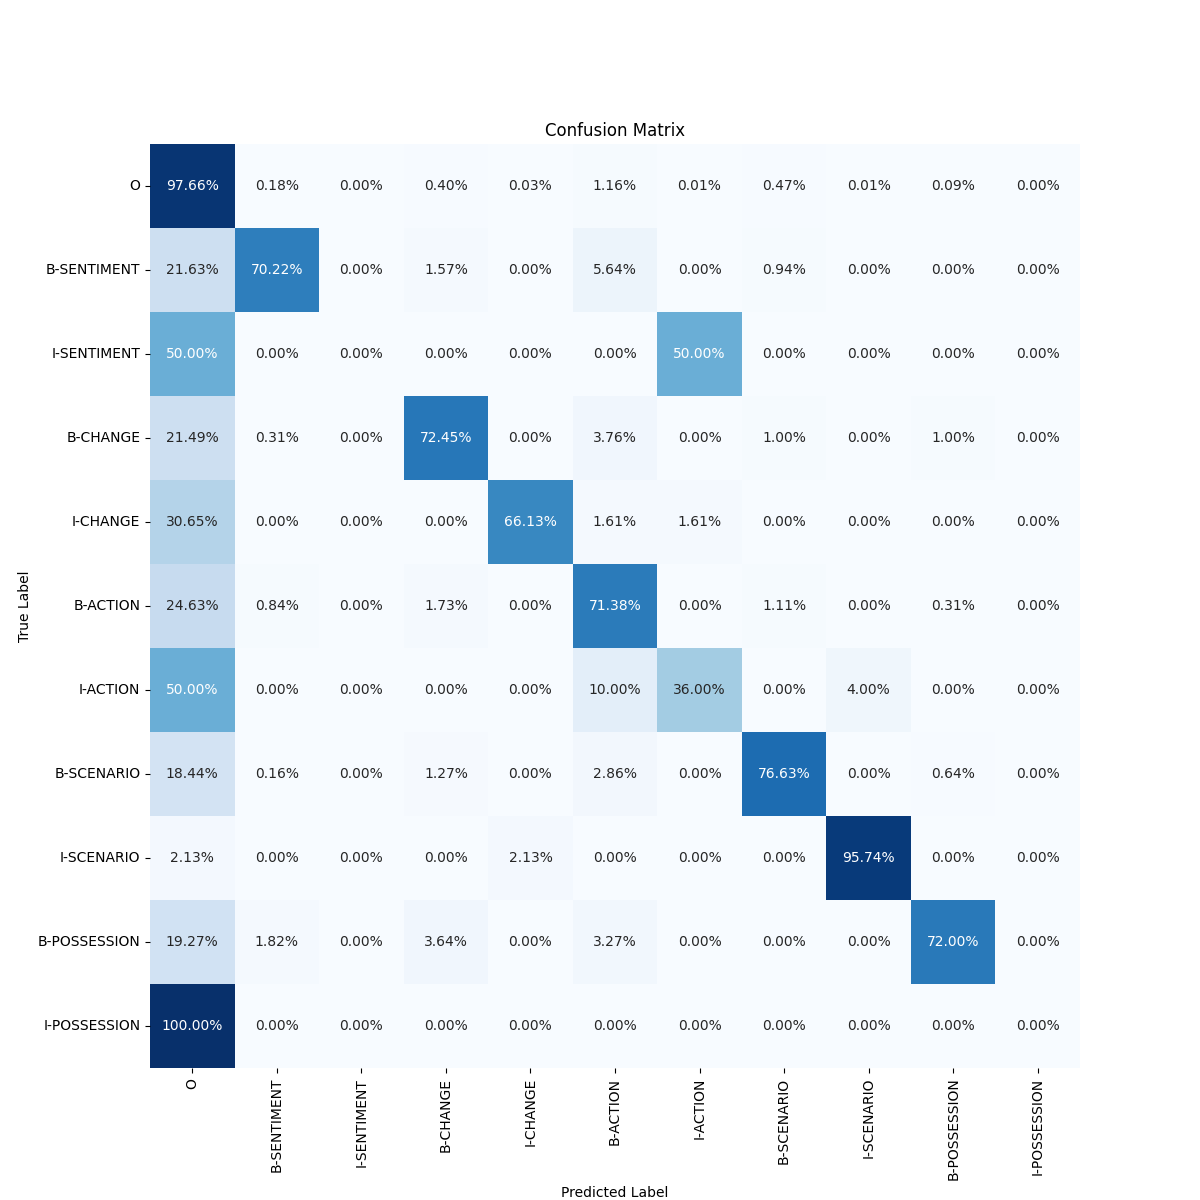 Confusion Matrix
O 97.66% 0.18% 0.00% 0.40% 0.03% 1.16% 0.01% 0.47% 0.01% 0.09% 0.00%
B-SENTIMENT 21.63% 70.22% 0.00% 1.57% 0.00% 5.64% 0.00% 0.94% 0.00% 0.00% 0.00%
I-SENTIMENT 50.00% 0.00% 0.00% 0.00% 0.00% 0.00% 50.00% 0.00% 0.00% 0.00% 0.00%
B-CHANGE 21.49% 0.31% 0.00% 72.45% 0.00% 3.76% 0.00% 1.00% 0.00% 1.00% 0.00%
I-CHANGE 30.65% 0.00% 0.00% 0.00% 66.13% 1.61% 1.61% 0.00% 0.00% 0.00% 0.00%
B-ACTION 24.63% 0.84% 0.00% 1.73% 0.00% 71.38% 0.00% 1.11% 0.00% 0.31% 0.00%
I-ACTION 50.00% 0.00% 0.00% 0.00% 0.00% 10.00% 36.00% 0.00% 4.00% 0.00% 0.00%
B-SCENARIO 18.44% 0.16% 0.00% 1.27% 0.00% 2.86% 0.00% 76.63% 0.00% 0.64% 0.00%
I-SCENARIO 2.13% 0.00% 0.00% 0.00% 2.13% 0.00% 0.00% 0.00% 95.74% 0.00% 0.00%
B-POSSESSION 19.27% 1.82% 0.00% 3.64% 0.00% 3.27% 0.00% 0.00% 0.00% 72.00% 0.00%
I-POSSESSION 100.00% 0.00% 0.00% 0.00% 0.00% 0.00% 0.00% 0.00% 0.00% 0.00% 0.00%
True Label
O B-SENTIMENT I-SENTIMENT B-CHANGE I-CHANGE B-ACTION I-ACTION B-SCENARIO I-SCENARIO B-POSSESSION I-POSSESSION
Predicted Label